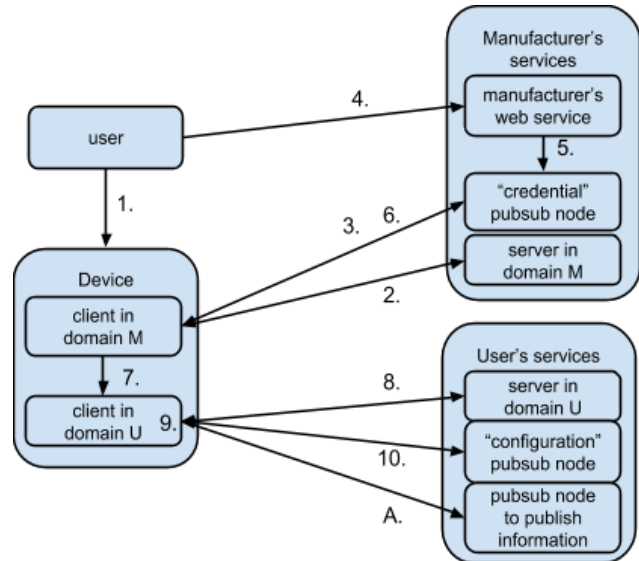 Manufacturer's
services
manufacturer's
web service
4.
user
5.
1.
"credential"
pubsub node
3.
6.
server in
domain M
2.
Device
client in
domain M
7.
client in
domain U
9.
User's services
8.
server in
domain U
"configuration"
pubsub node
10.
pubsub node
to publish
information
A.